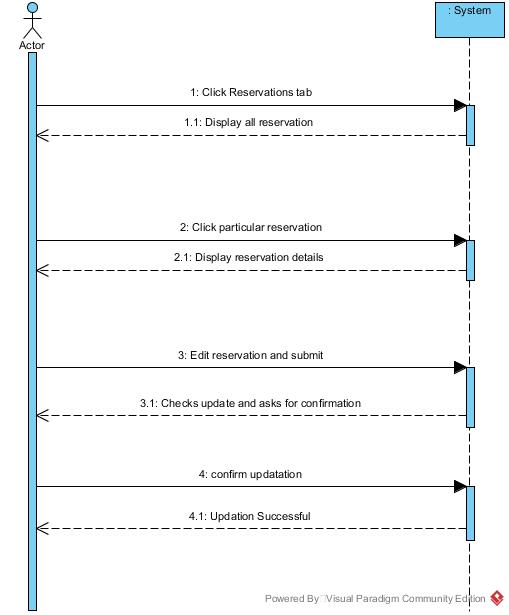 : System
Actor
1: Click Reservations tab
1.1: Display all reservation
2: Click particular reservation
2.1: Display reservation details
3: Edit reservation and submit
3.1: Checks update and asks for confirmation
4: confirm updatation
4.1: Updation Successful
Powered By Visual Paradigm Community Edition